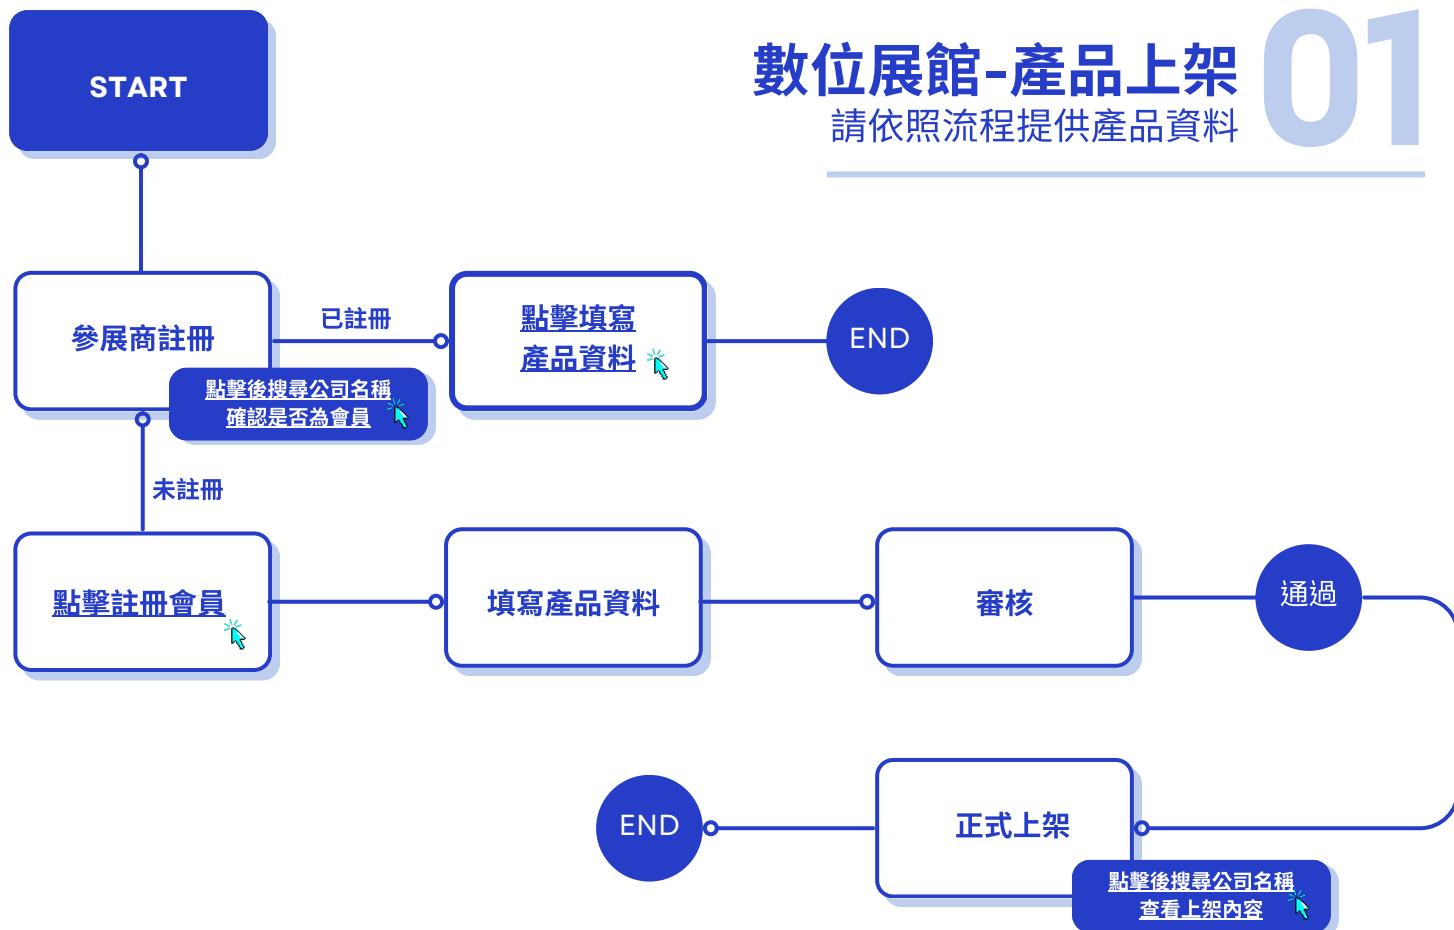 START
數位展館-產品上架
請依照流程提供產品資料
01
參展商註冊
已註冊
點擊填寫
產品資料
END
點擊後搜尋公司名稱
確認是否為會員
未註冊
點擊註冊會員
填寫產品資料
審核
通過
END
正式上架
點擊後搜尋公司名稱
查看上架內容